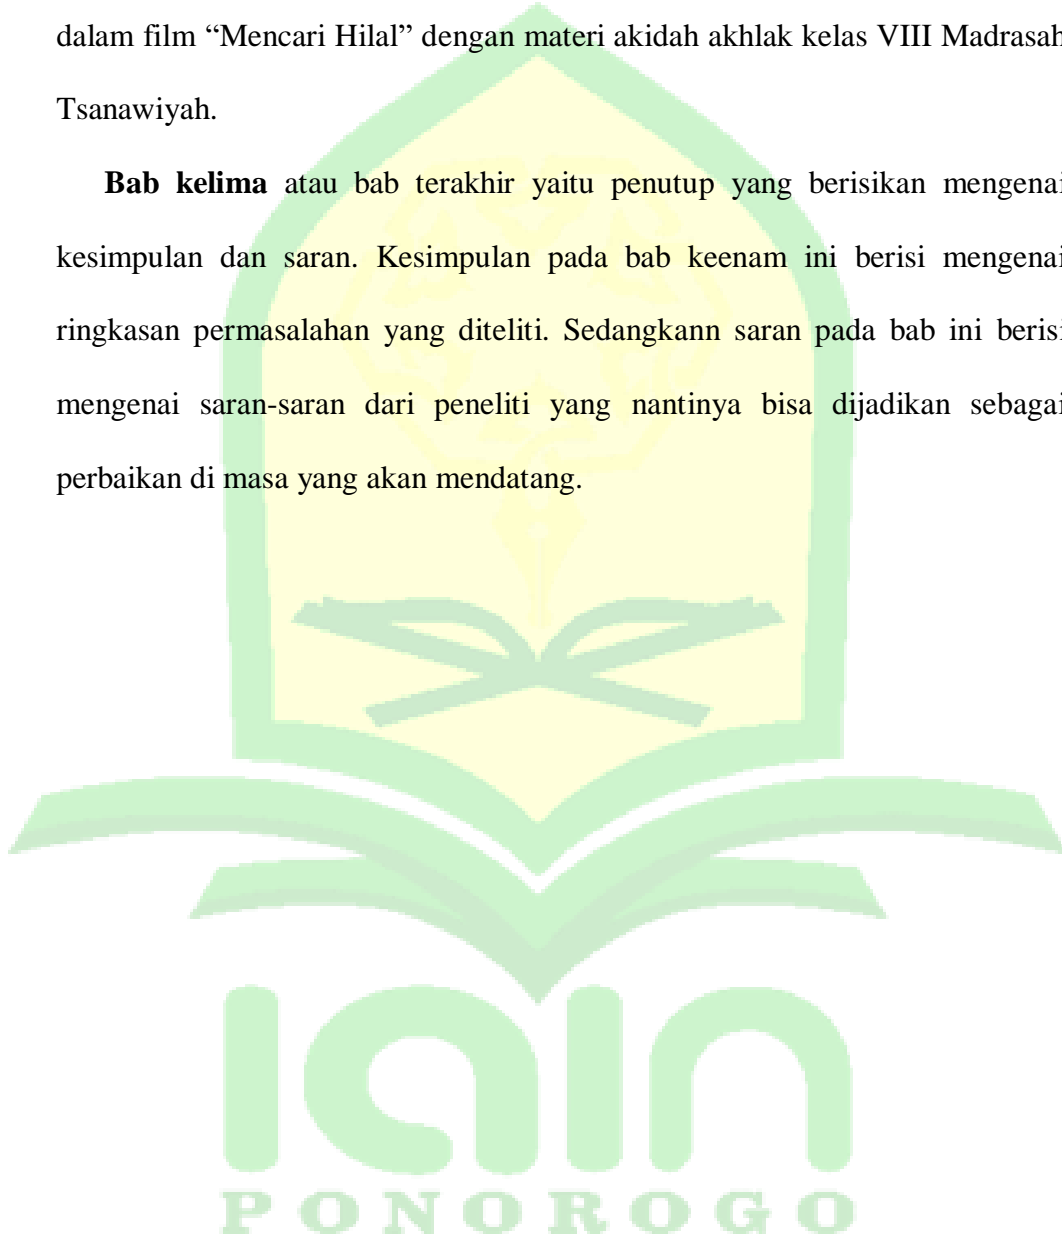 dalam film “Mencari Hilal” dengan materi akidah akhlak kelas VIII Madrasah
Tsanawiyah.
Bab kelima atau bab terakhir yaitu penutup yang berisikan mengenai
kesimpulan dan saran. Kesimpulan pada bab keenam ini berisi mengenai
ringkasan permasalahan yang diteliti. Sedangkann saran pada bab ini berisi
mengenai saran-saran dari peneliti yang nantinya bisa dijadikan sebagai
perbaikan di masa yang akan mendatang.
iain
PONOROGO